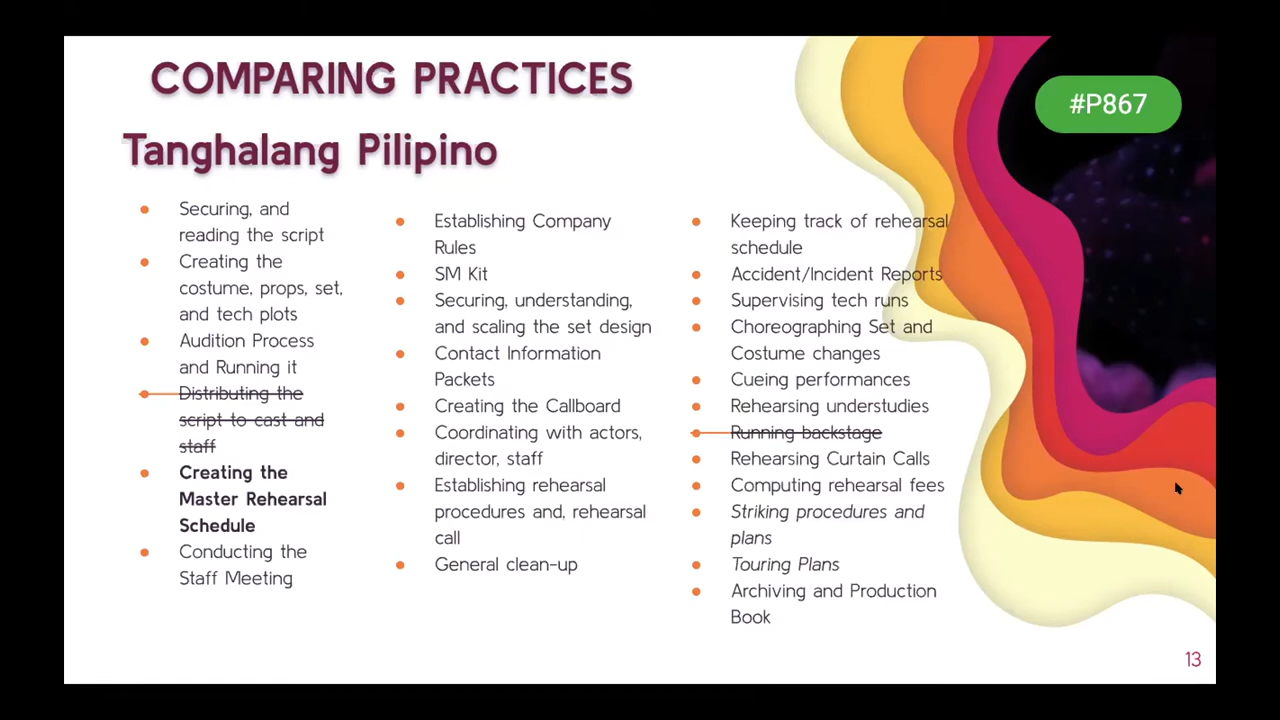 COMPARING PRACTICES
#P867
Tanghalang Pilipino
Securing, and
reading the script
Creating the
costume, props, set,
and tech plots
Audition Process
and Running it
Distributing the
script to cast and
staff
Creating the
Master Rehearsal
Schedule
Conducting the
Staff Meeting
Establishing Company
Rules
SM Kit
Securing, understanding,
and scaling the set design
Contact Information
Packets
Creating the Callboard
Coordinating with actors,
director, staff
Establishing rehearsal
procedures and, rehearsal
call
General clean-up
Keeping track of rehearsal
schedule
Accident/Incident Reports
Supervising tech runs
Choreographing Set and
Costume changes
Cueing performances
Rehearsing understudies
Running backstage
Rehearsing Curtain Calls
Computing rehearsal fees
Striking procedures and
plans
Touring Plans
Archiving and Production
Book
13